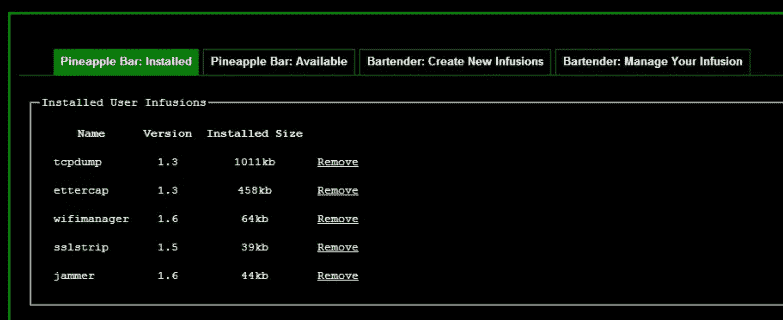 Pineapple Bar: Installed Pineapple Bar: Available Bartender: Create New Infusions Bartender: Manage Your Infusion
Installed User Infusions
Name Version Installed Size
tcpdump 1.3 1011kb Remove
ettercap 1.3 458kb Remove
wifimanager 1.6 64kb Remove
sslstrip 1.5 39kb Remove
jammer 1.6 44kb Remove